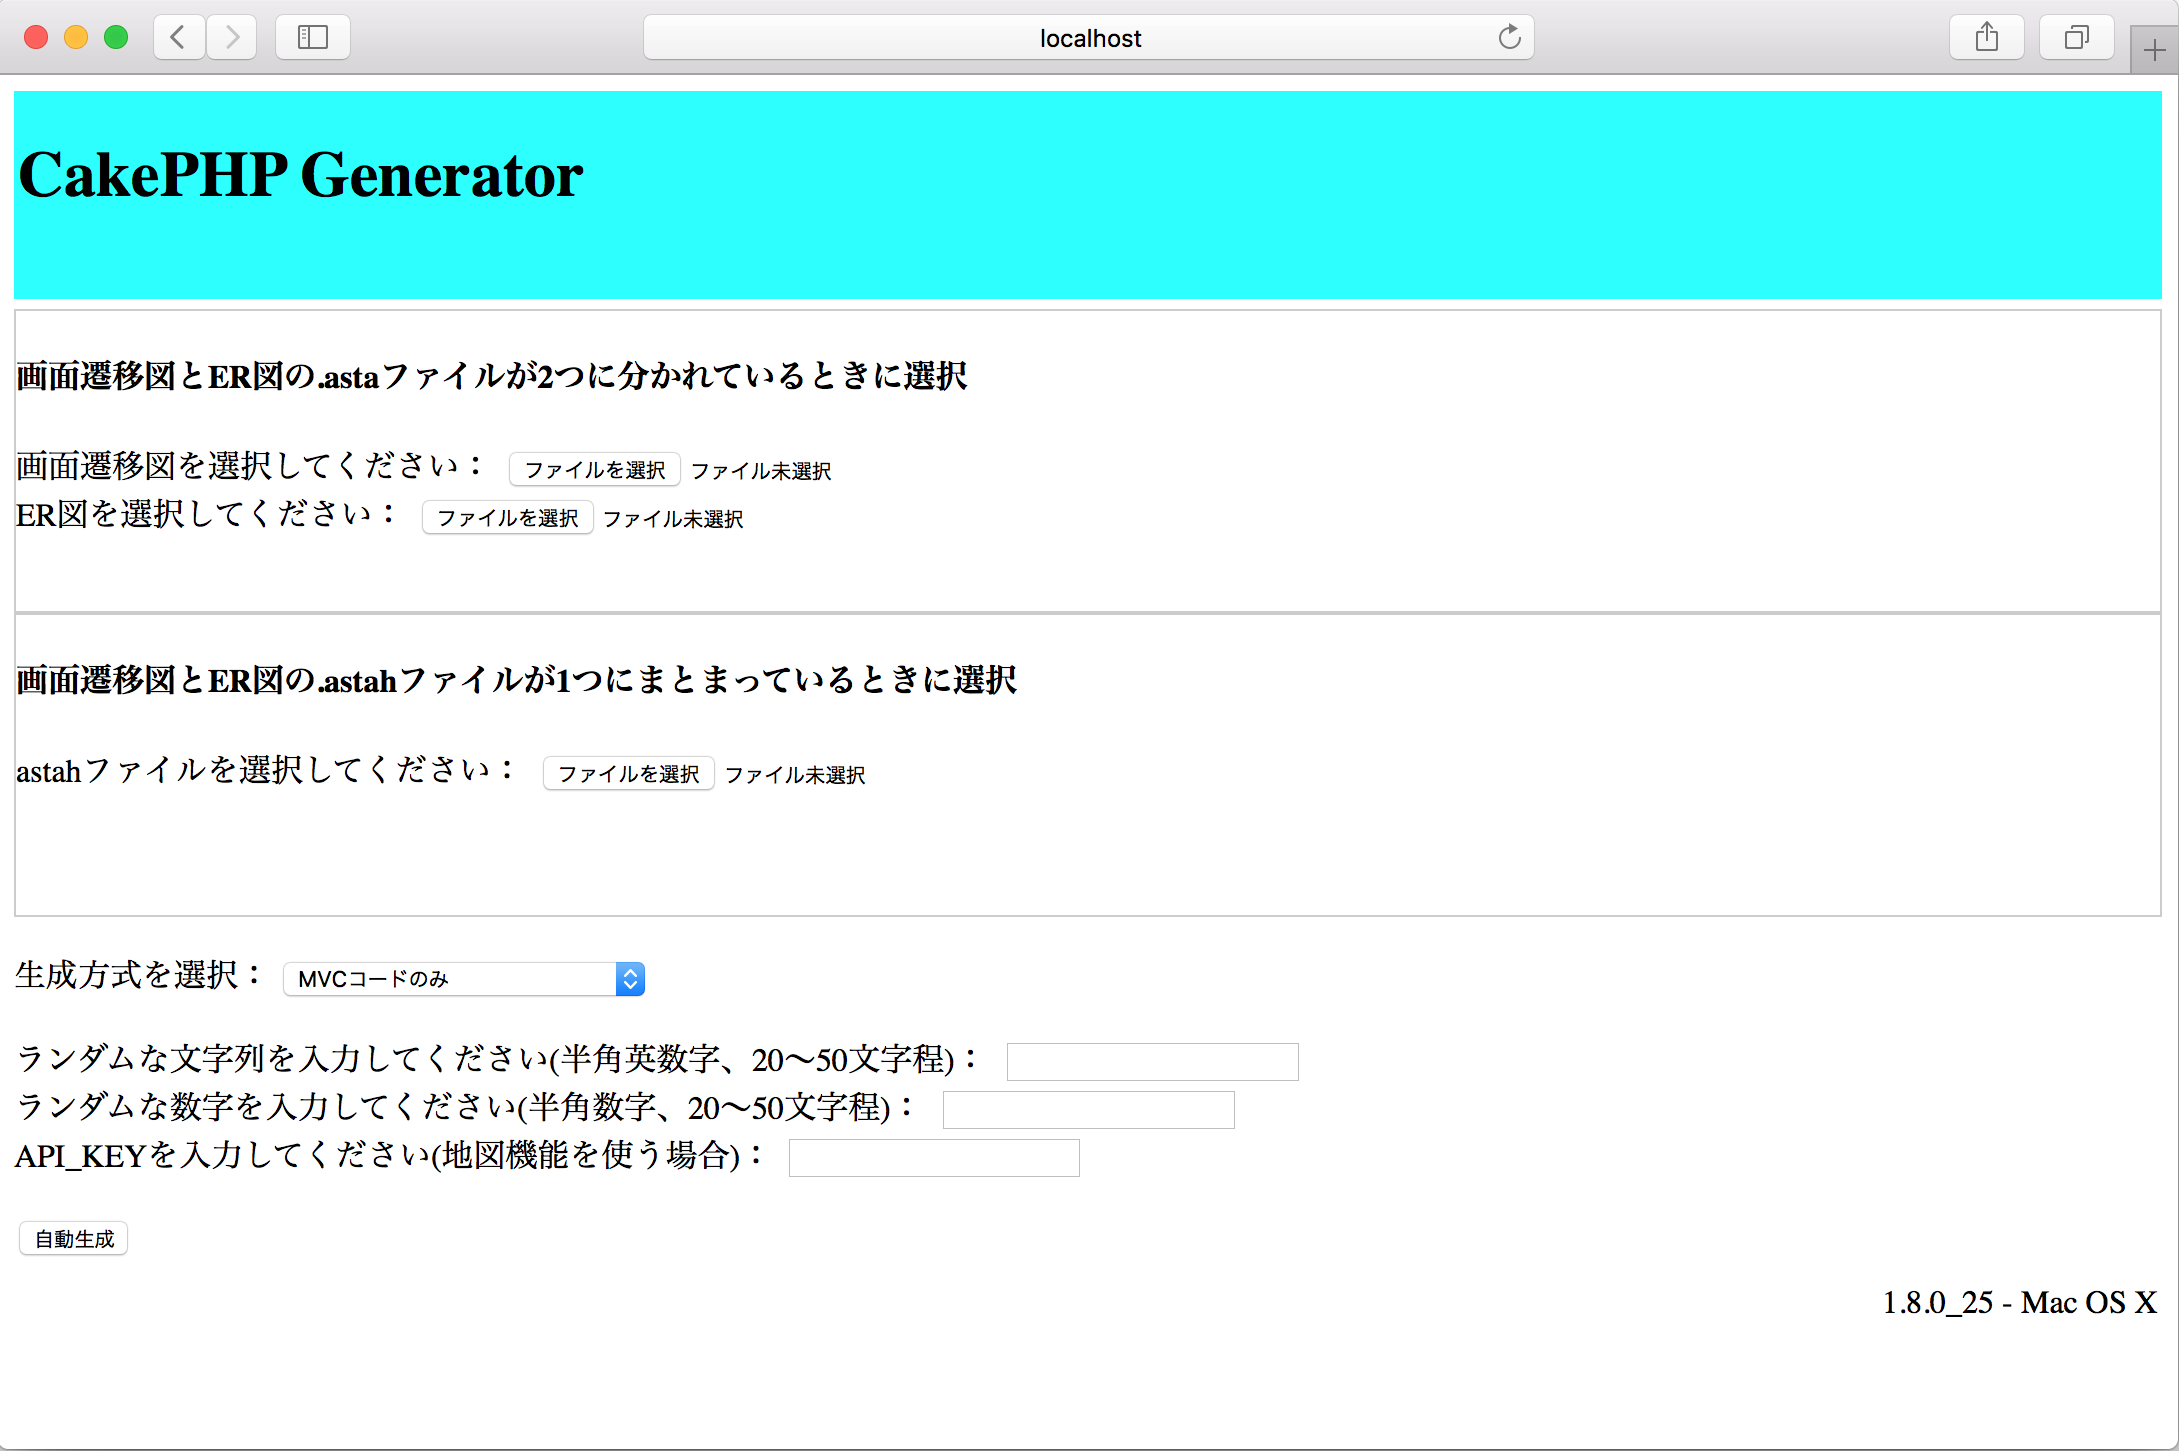 localhost
CakePHP Generator
画面遷移図とER図の.astaファイルが2つに分かれているときに選択
画面遷移図を選択してください： ファイルを選択 ファイル未選択
ER図を選択してください： ファイルを選択 ファイル未選択
画面遷移図とER図の.astahファイルが1つにまとまっているときに選択
astahファイルを選択してください： ファイルを選択 ファイル未選択
生成方式を選択： MVCコードのみ
ランダムな文字列を入力してください(半角英数字、20〜50文字程)：
ランダムな数字を入力してください(半角数字、20〜50文字程)：
API_KEYを入力してください(地図機能を使う場合)：
自動生成
1.8.0_25 - Mac OS X